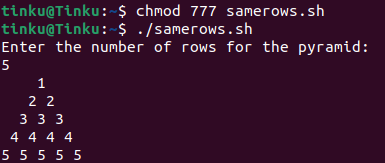 tinku@Tinku:~$ chmod 777 samerows.sh
tinku@Tinku:~$ ./samerows.sh
Enter the number of rows for the pyramid:
5
     1
    2 2
   3 3 3
  4 4 4 4
5 5 5 5 5